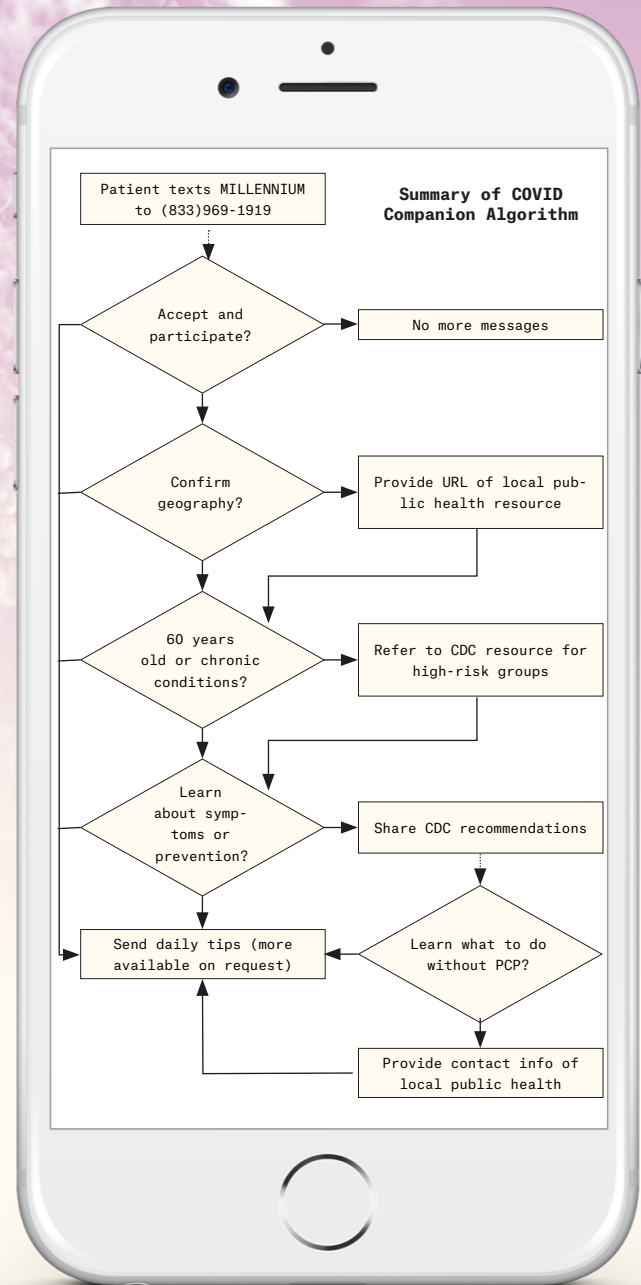 Patient texts MILLENNIUM
to (833)969-1919
Summary of COVID
Companion Algorithm
Accept and
participate?
No more messages
Confirm
geography?
Provide URL of local pub-
lic health resource
60 years
old or chronic
conditions?
Refer to CDC resource for
high-risk groups
Learn
about symp-
toms or
prevention?
Share CDC recommendations
Send daily tips (more
available on request)
Learn what to do
without PCP?
Provide contact info of
local public health